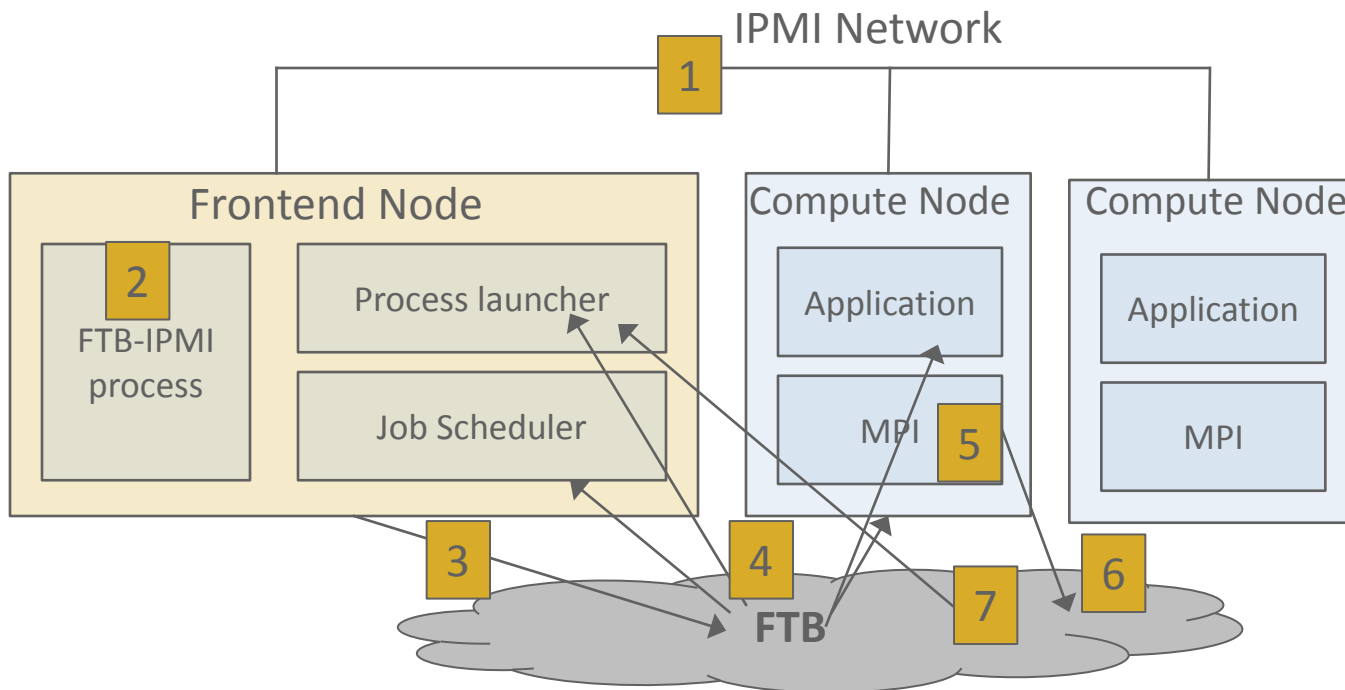 IPMI Network
1
Frontend Node
2
FTB-IPMI
process
Process launcher
Job Scheduler
Compute Node
Application
MPI
5
Compute Node
Application
MPI
3
4
6
7
FTB